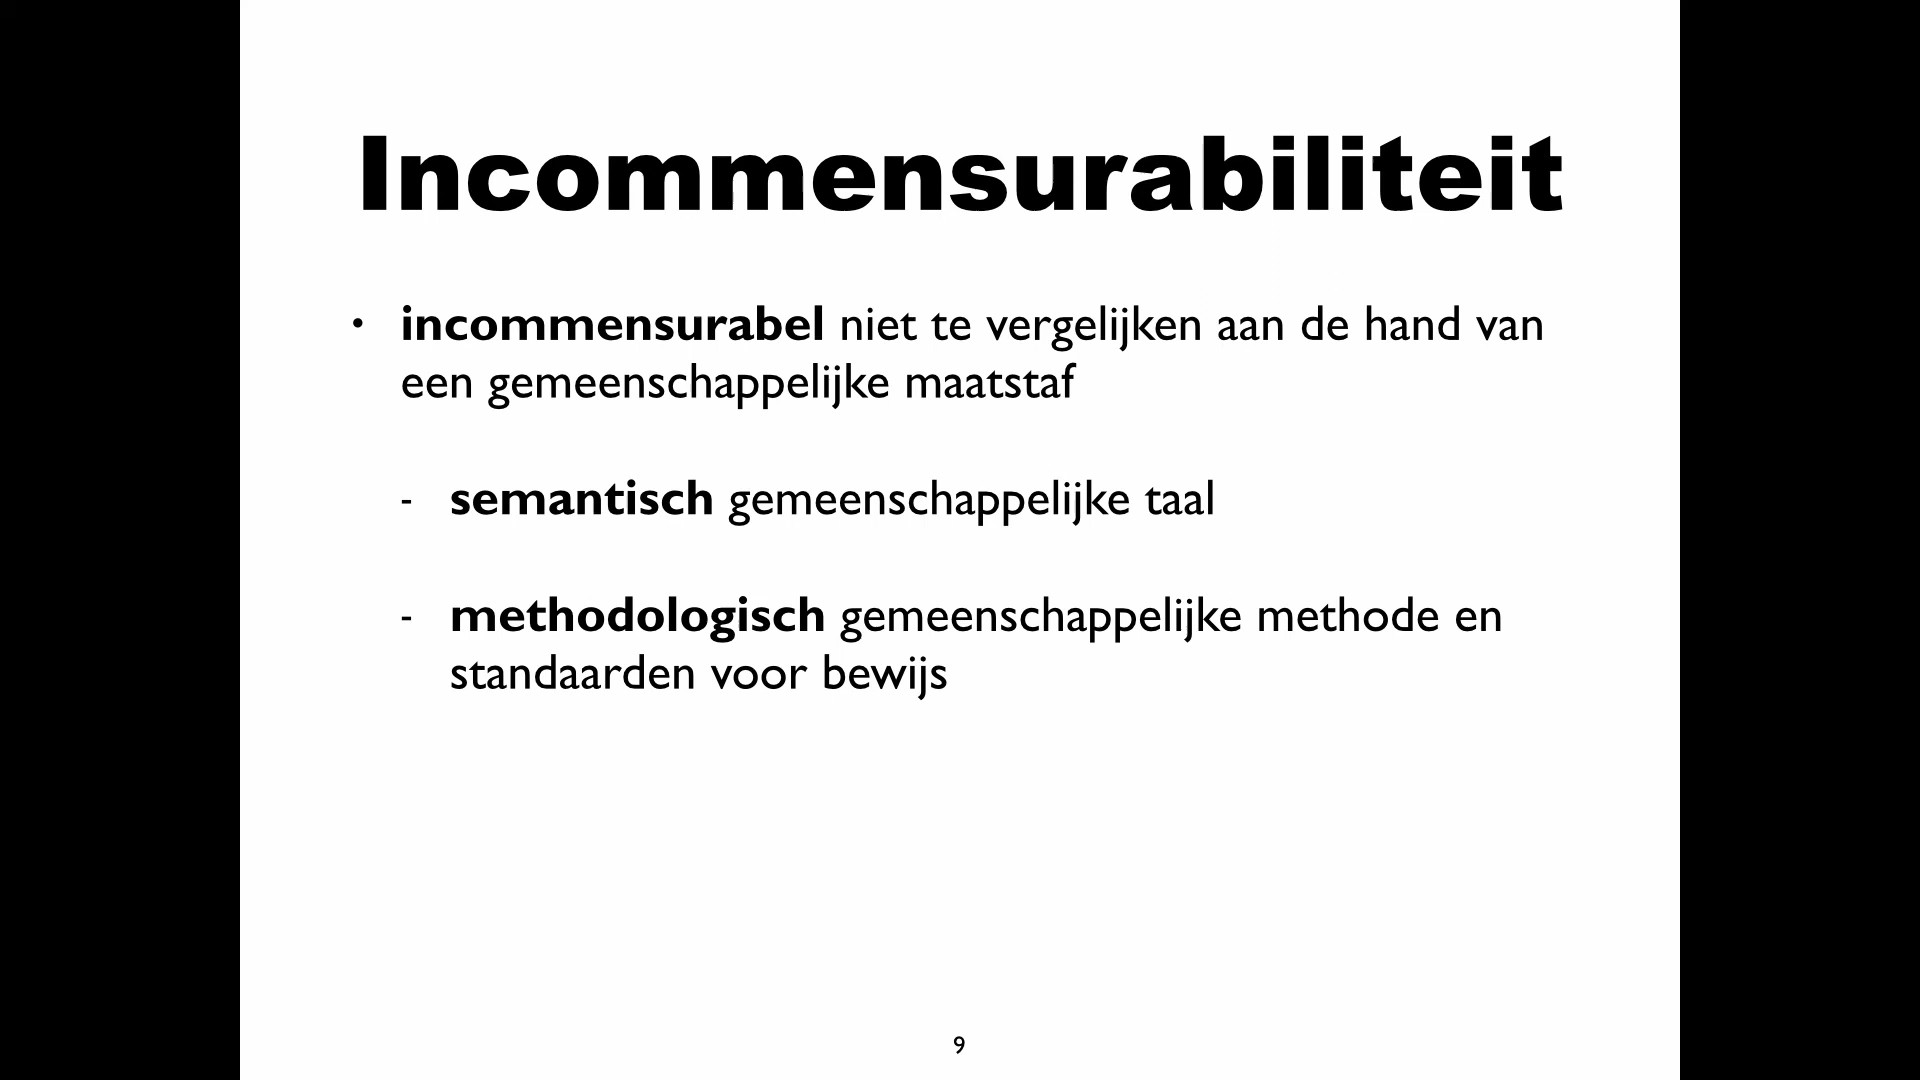 Incommensurabiliteit
• incommensurabel niet te vergelijken aan de hand van
een gemeenschappelijke maatstaf
- semantisch gemeenschappelijke taal
- methodologisch gemeenschappelijke methode en
standaarden voor bewijs
9